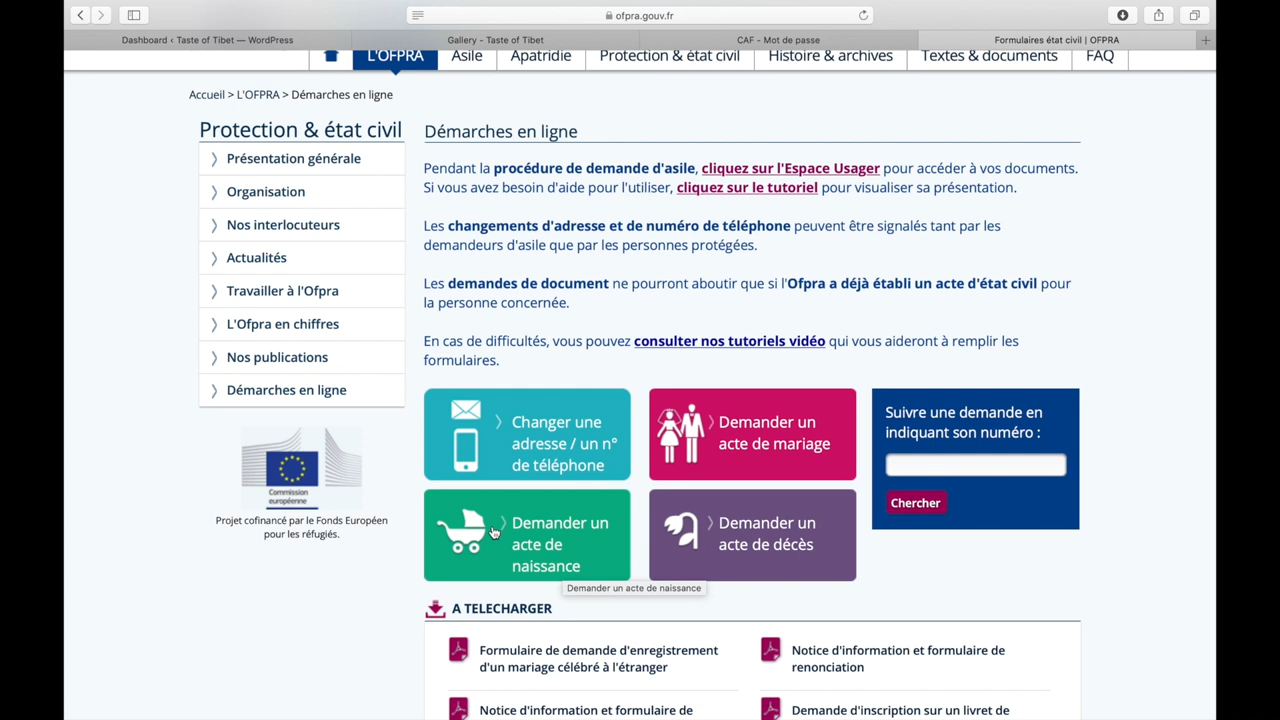 ofpra.gouv.fr
Dashboard ‹ Taste of Tibet — WordPress
Gallery - Taste of Tibet
CAF - Mot de passe
Formulaires état civil | OFPRA
L'OFPRA
Asile
Apatridie
Protection & état civil
Histoire & archives
Textes & documents
FAQ
Accueil > L'OFPRA > Démarches en ligne
Protection & état civil
Présentation générale
Organisation
Nos interlocuteurs
Actualités
Travailler à l'Ofpra
L'Ofpra en chiffres
Nos publications
Démarches en ligne
Commission
européenne
Projet cofinancé par le Fonds Européen
pour les réfugiés.
Démarches en ligne
Pendant la procédure de demande d'asile, cliquez sur l'Espace Usager pour accéder à vos documents.
Si vous avez besoin d'aide pour l'utiliser, cliquez sur le tutoriel pour visualiser sa présentation.
Les changements d'adresse et de numéro de téléphone peuvent être signalés tant par les
demandeurs d'asile que par les personnes protégées.
Les demandes de document ne pourront aboutir que si l'Ofpra a déjà établi un acte d'état civil pour
la personne concernée.
En cas de difficultés, vous pouvez consulter nos tutoriels vidéo qui vous aideront à remplir les
formulaires.
Changer une
adresse / un n°
de téléphone
Demander un
acte de mariage
Demander un
acte de
naissance
Demander un
acte de décès
Suivre une demande en
indiquant son numéro :
Chercher
Demander un acte de naissance
A TELECHARGER
Formulaire de demande d'enregistrement
d'un mariage célébré à l'étranger
Notice d'information et formulaire de
renonciation
Notice d'information et formulaire de
Demande d'inscription sur un livret de